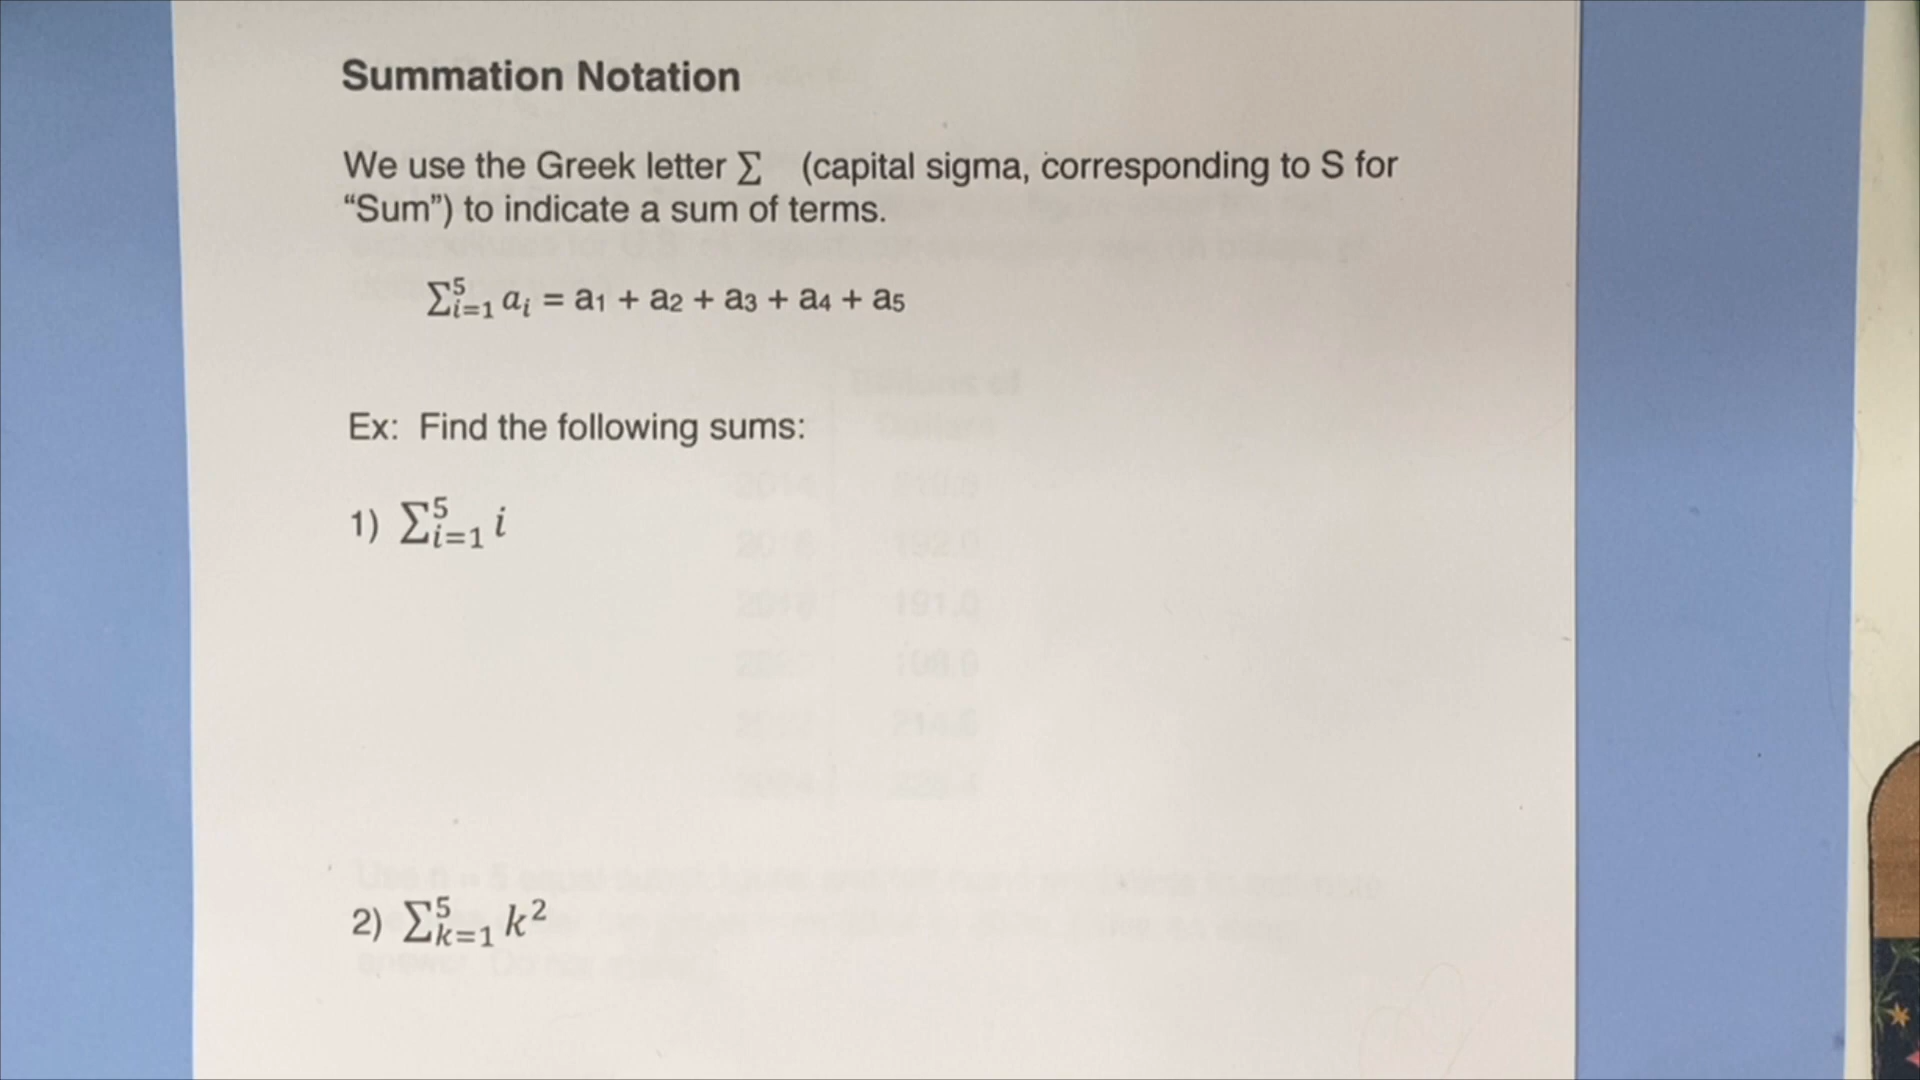 Summation Notation
We use the Greek letter Σ (capital sigma, corresponding to S for
“Sum”) to indicate a sum of terms.
∑⁵ᵢ₌₁ aᵢ = a1 + a2 + a3 + a4 + a5
Ex: Find the following sums:
1) ∑⁵ᵢ₌₁ i
2) ∑⁵ₖ₌₁ k²